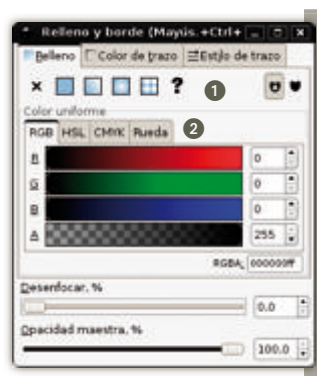 Relleno y borde (Mayús.+Ctrl+
Relleno Color de trazo Estilo de trazo
? 1
Color uniforme
RGB HSL CMYK Rueda 2
R 0
G 0
B 0
A 255
RGBA: 000000ff
Desenfocar, %
0.0
Opacidad maestra, %
100.0